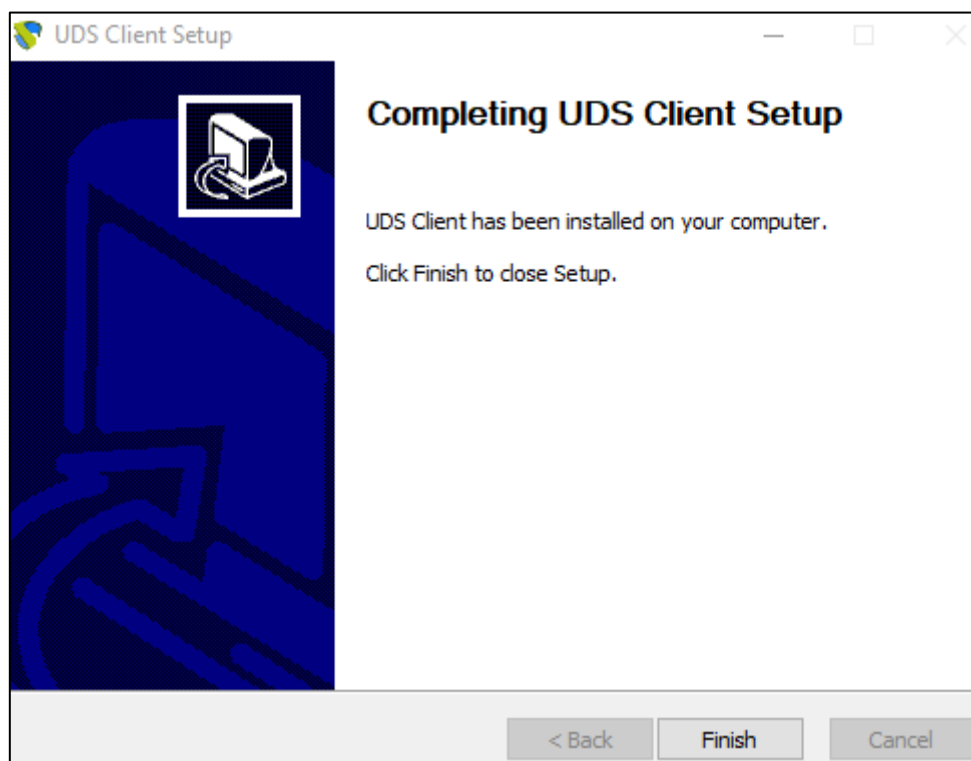 UDS Client Setup
Completing UDS Client Setup
UDS Client has been installed on your computer.
Click Finish to close Setup.
< Back
Finish
Cancel